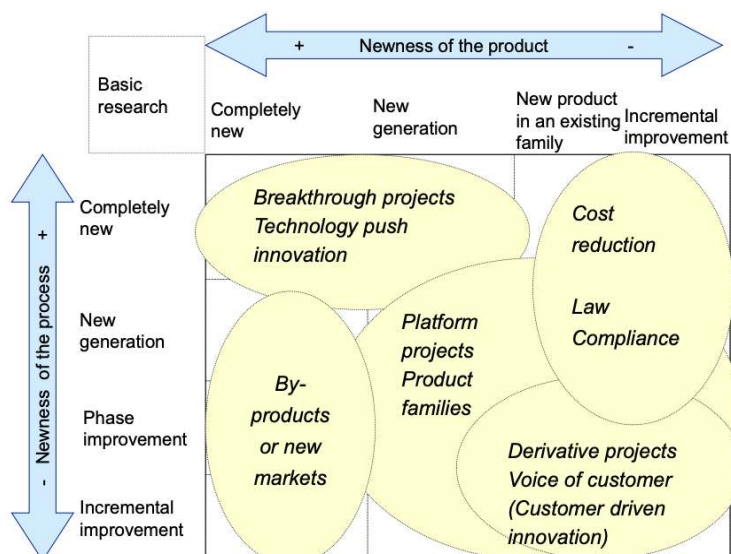 + Newness of the product -
Basic
research
Completely
new
New
generation
New product
in an existing
family
Incremental
improvement
- Newness of the process +
Completely
new
New
generation
Phase
improvement
Incremental
improvement
Breakthrough projects
Technology push
innovation
Cost
reduction
Law
Compliance
Platform
projects
Product
families
By-
products
or new
markets
Derivative projects
Voice of customer
(Customer driven
innovation)